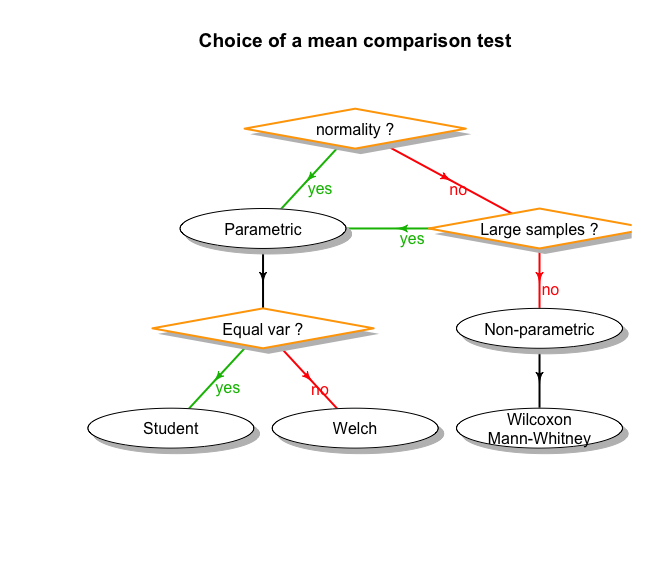 Choice of a mean comparison test
normality ?
yes
no
Parametric
yes
Large samples ?
no
Equal var ?
Non-parametric
yes
no
Student
Welch
Wilcoxon
Mann-Whitney